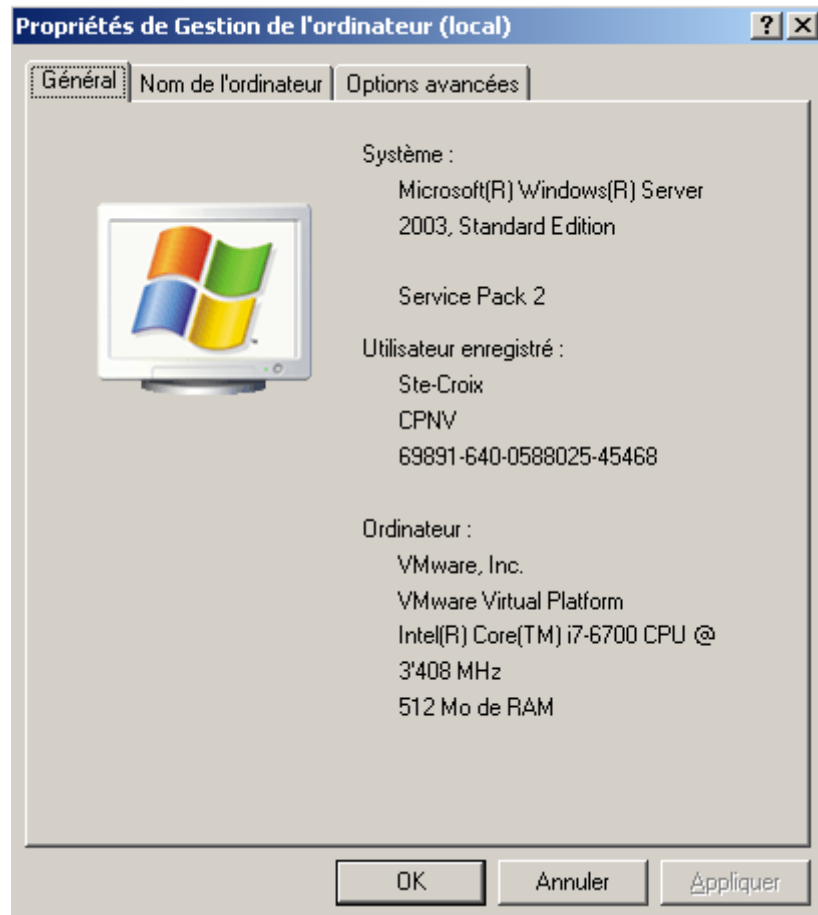 Propriétés de Gestion de l'ordinateur (local)
Général
Nom de l'ordinateur
Options avancées
Système :
Microsoft(R) Windows(R) Server
2003, Standard Edition
Service Pack 2
Utilisateur enregistré :
Ste-Croix
CPNV
69891-640-0588025-45468
Ordinateur :
VMware, Inc.
VMware Virtual Platform
Intel(R) Core(TM) i7-6700 CPU @
3'408 MHz
512 Mo de RAM
OK
Annuler
Appliquer